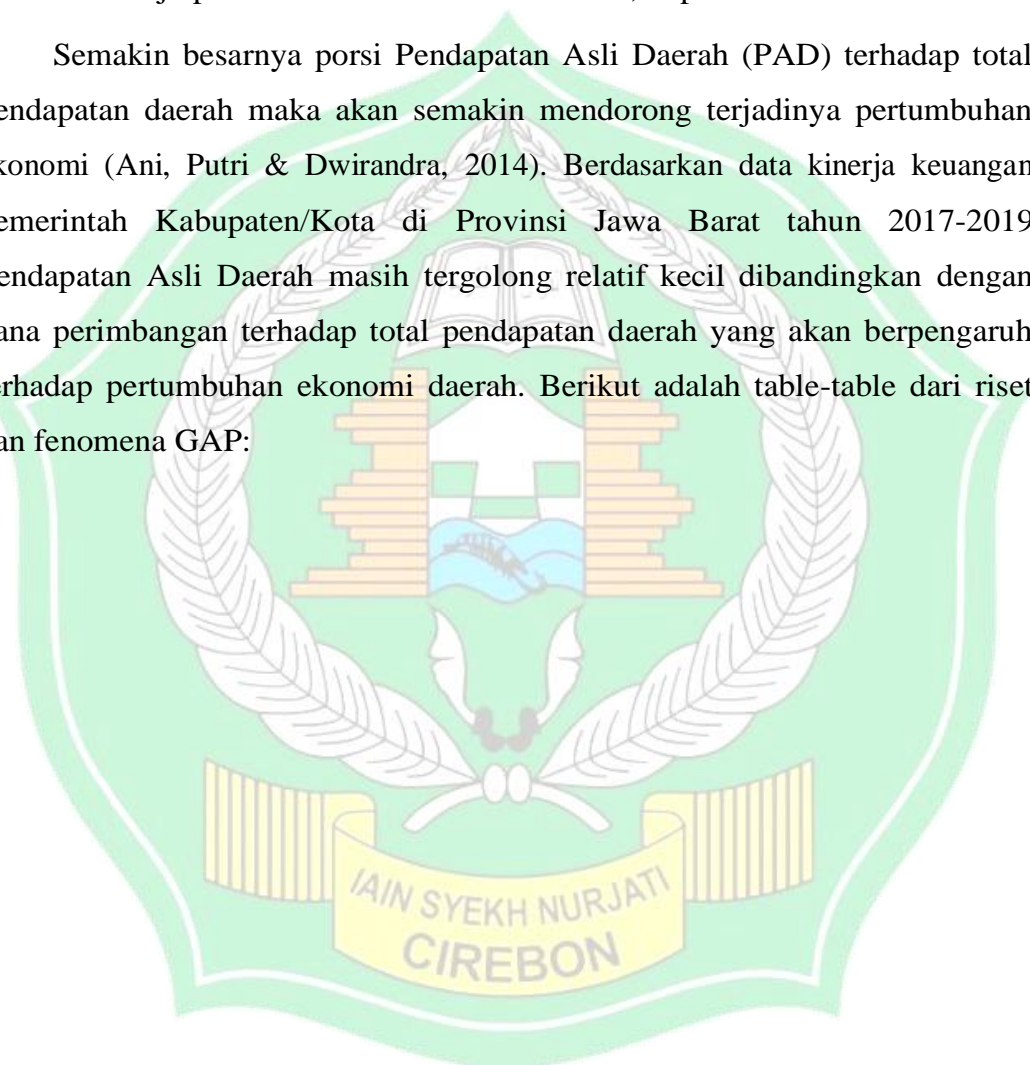 Semakin besarnya porsi Pendapatan Asli Daerah (PAD) terhadap total
endapatan daerah maka akan semakin mendorong terjadinya pertumbuhan
konomi (Ani, Putri & Dwirandra, 2014). Berdasarkan data kinerja keuangan
emerintah Kabupaten/Kota di Provinsi Jawa Barat tahun 2017-2019
endapatan Asli Daerah masih tergolong relatif kecil dibandingkan dengan
ana perimbangan terhadap total pendapatan daerah yang akan berpengaruh
erhadap pertumbuhan ekonomi daerah. Berikut adalah table-table dari riset
an fenomena GAP:
IAIN SYEKH NURJATI
CIREBON